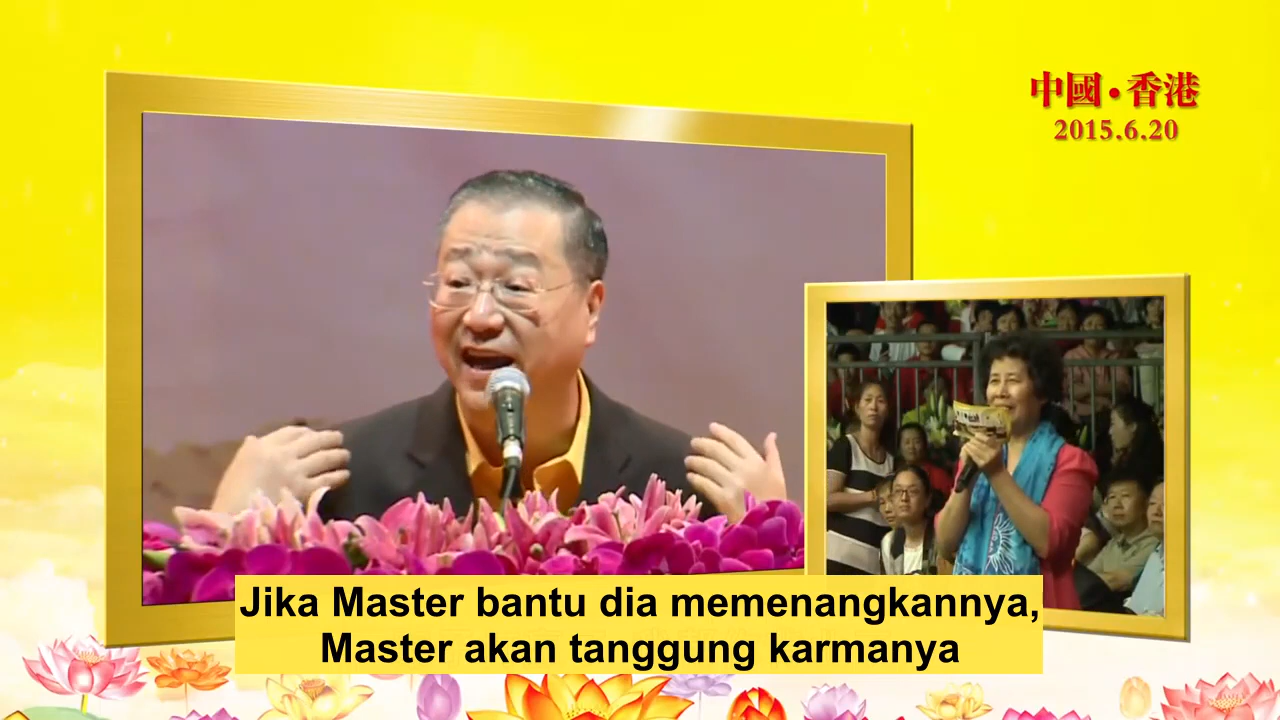 中國·香港
2015.6.20
Jika Master bantu dia memenangkannya,
Master akan tanggung karmanya